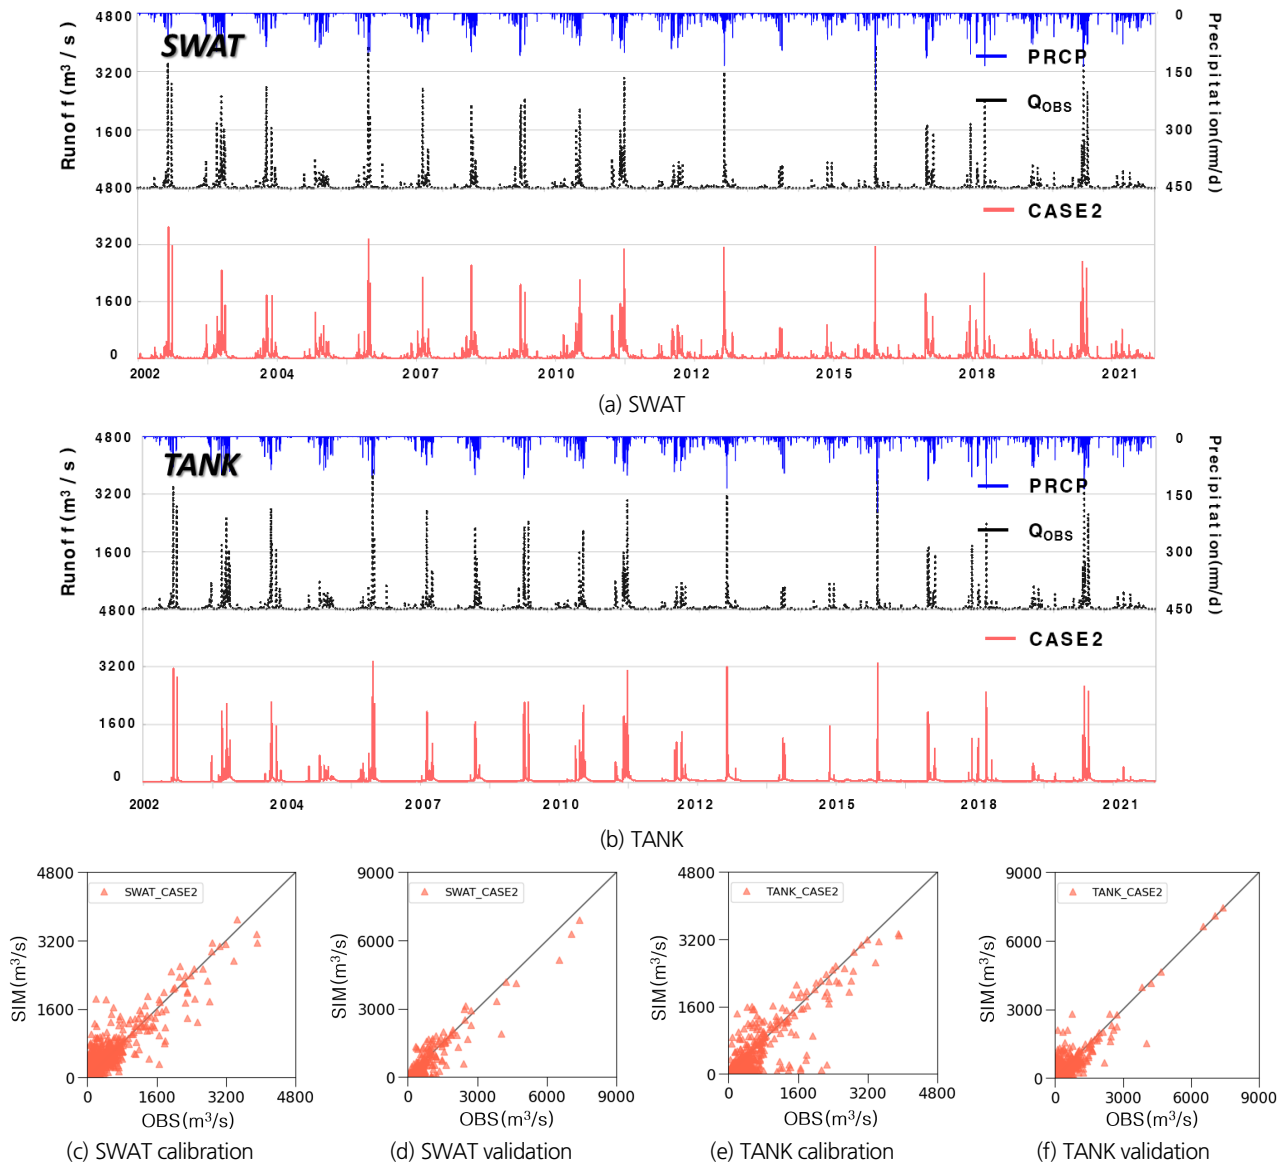 4800
0
SWAT
PRCP
3200
150
Q_OBS
1600
300
4800
450
Runoff (m³/s)
Precipitation(mm/d)
CASE2
3200
1600
0
2002 2004 2007 2010 2012 2015 2018 2021
(a) SWAT
4800
0
TANK
PRCP
3200
150
Q_OBS
1600
300
4800
450
Runoff (m³/s)
Precipitation(mm/d)
CASE2
3200
1600
0
2002 2004 2007 2010 2012 2015 2018 2021
(b) TANK
4800
SWAT_CASE2
3200
1600
0
SIM(m³/s)
0 1600 3200 4800
OBS(m³/s)
(c) SWAT calibration
9000
SWAT_CASE2
6000
3000
0
SIM(m³/s)
0 3000 6000 9000
OBS(m³/s)
(d) SWAT validation
4800
TANK_CASE2
3200
1600
0
SIM(m³/s)
0 1600 3200 4800
OBS(m³/s)
(e) TANK calibration
9000
TANK_CASE2
6000
3000
0
SIM(m³/s)
0 3000 6000 9000
OBS(m³/s)
(f) TANK validation